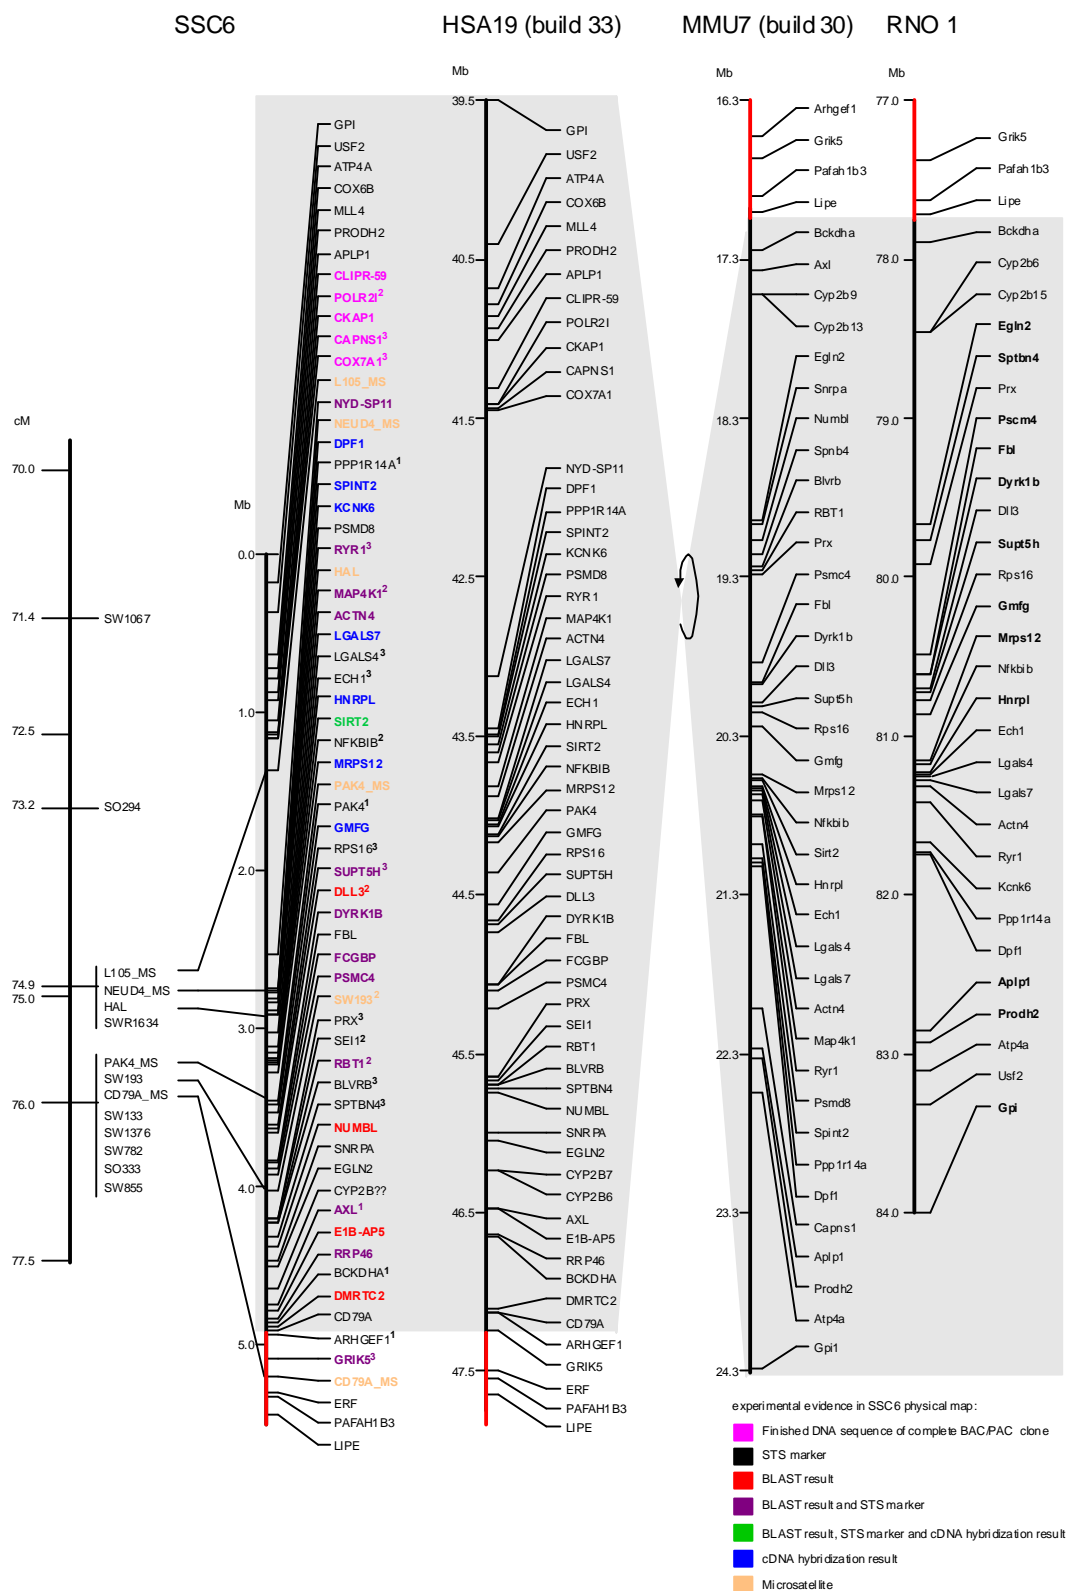 SSC6
HSA19 (build 33)
MMU7 (build 30)
RNO 1
cM
70.0
71.4
72.5
73.2
74.9
75.0
76.0
77.5
SW1067
SO294
L105_MS
NEUD4_MS
HAL
SWR1634
PAK4_MS
SW193
CD79A_MS
SW133
SW1376
SW782
SO333
SW855
Mb
0.0
1.0
2.0
3.0
4.0
5.0
GPI
USF2
ATP4A
COX6B
MLL4
PRODH2
APLP1
CLIPR-59
POLR2I²
CKAP1
CAPNS1³
COX7A1³
L105_MS
NYD-SP11
NEUD4_MS
DPF1
PPP1R14A¹
SPINT2
KCNK6
PSMD8
RYR1³
HAL
MAP4K1²
ACTN4
LGALS7
LGALS4³
ECH1³
HNRPL
SIRT2
NFKBIB²
MRPS12
PAK4_MS
PAK4¹
GMFG
RPS16³
SUPT5H³
DLL3²
DYRK1B
FBL
FCGBP
PSMC4
SW193²
PRX³
SEI1²
RBT1²
BLVRB³
SPTBN4³
NUMBL
SNRPA
EGLN2
CYP2B??
AXL¹
E1B-AP5
RRP46
BCKDHA¹
DMRTC2
CD79A
ARHGEF1¹
GRIK5³
CD79A_MS
ERF
PAFAH1B3
LIPE
Mb
39.5
40.5
41.5
42.5
43.5
44.5
45.5
46.5
47.5
GPI
USF2
ATP4A
COX6B
MLL4
PRODH2
APLP1
CLIPR-59
POLR2I
CKAP1
CAPNS1
COX7A1
NYD-SP11
DPF1
PPP1R14A
SPINT2
KCNK6
PSMD8
RYR1
MAP4K1
ACTN4
LGALS7
LGALS4
ECH1
HNRPL
SIRT2
NFKBIB
MRPS12
PAK4
GMFG
RPS16
SUPT5H
DLL3
DYRK1B
FBL
FCGBP
PSMC4
PRX
SEI1
RBT1
BLVRB
SPTBN4
NUMBL
SNRPA
EGLN2
CYP2B7
CYP2B6
AXL
E1B-AP5
RRP46
BCKDHA
DMRTC2
CD79A
ARHGEF1
GRIK5
ERF
PAFAH1B3
LIPE
Mb
16.3
17.3
18.3
19.3
20.3
21.3
22.3
23.3
24.3
Arhgef1
Grik5
Pafah1b3
Lipe
Bckdha
Axl
Cyp2b9
Cyp2b13
Egln2
Snrpa
Numbl
Spnb4
Blvrb
RBT1
Prx
Psmc4
Fbl
Dyrk1b
Dll3
Supt5h
Rps16
Gmfg
Mrps12
Nfkbib
Sirt2
Hnrpl
Ech1
Lgals4
Lgals7
Actn4
Map4k1
Ryr1
Psmd8
Spint2
Ppp1r14a
Dpf1
Capns1
Aplp1
Prodh2
Atp4a
Gpi1
Mb
77.0
78.0
79.0
80.0
81.0
82.0
83.0
84.0
Grik5
Pafah1b3
Lipe
Bckdha
Cyp2b6
Cyp2b15
Egln2
Sptbn4
Prx
Pscm4
Fbl
Dyrk1b
Dll3
Supt5h
Rps16
Gmfg
Mrps12
Nfkbib
Hnrpl
Ech1
Lgals4
Lgals7
Actn4
Ryr1
Kcnk6
Ppp1r14a
Dpf1
Aplp1
Prodh2
Atp4a
Usf2
Gpi
experimental evidence in SSC6 physical map:
Finished DNA sequence of complete BAC/PAC clone
STS marker
BLAST result
BLAST result and STS marker
BLAST result, STS marker and cDNA hybridization result
cDNA hybridization result
Microsatellite